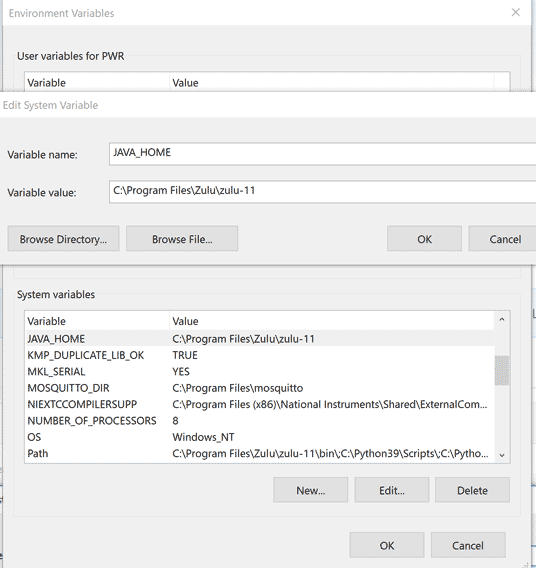 Environment Variables
User variables for PWR
Variable Value
Edit System Variable
Variable name: JAVA_HOME
Variable value: C:\Program Files\Zulu\zulu-11
Browse Directory... Browse File... OK Cancel
System variables
Variable Value
JAVA_HOME C:\Program Files\Zulu\zulu-11
KMP_DUPLICATE_LIB_OK TRUE
MKL_SERIAL YES
MOSQUITTO_DIR C:\Program Files\mosquitto
NIEXTCCOMPILERSUPP C:\Program Files (x86)\National Instruments\Shared\ExternalCom...
NUMBER_OF_PROCESSORS 8
OS Windows_NT
Path C:\Program Files\Zulu\zulu-11\bin\;C:\Python39\Scripts\;C:\Pytho...
New... Edit... Delete
OK Cancel